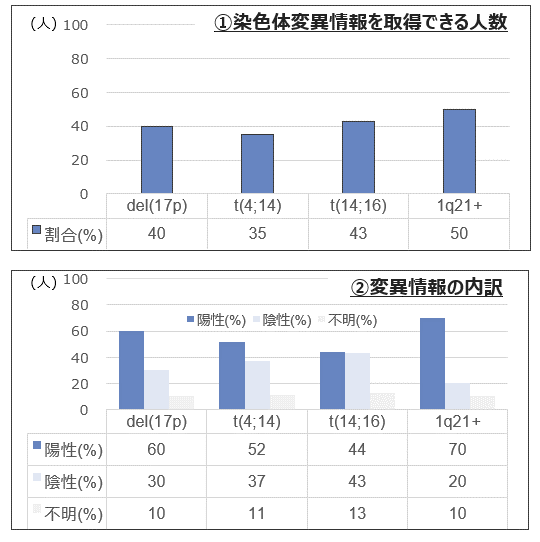 (人) 100 ①染色体変異情報を取得できる人数
80
60
40
20
0
del(17p) t(4;14) t(14;16) 1q21+
割合(%) 40 35 43 50
(人) 100 ②変異情報の内訳
80
陽性(%) 陰性(%) 不明(%)
60
40
20
0
del(17p) t(4;14) t(14;16) 1q21+
陽性(%) 60 52 44 70
陰性(%) 30 37 43 20
不明(%) 10 11 13 10